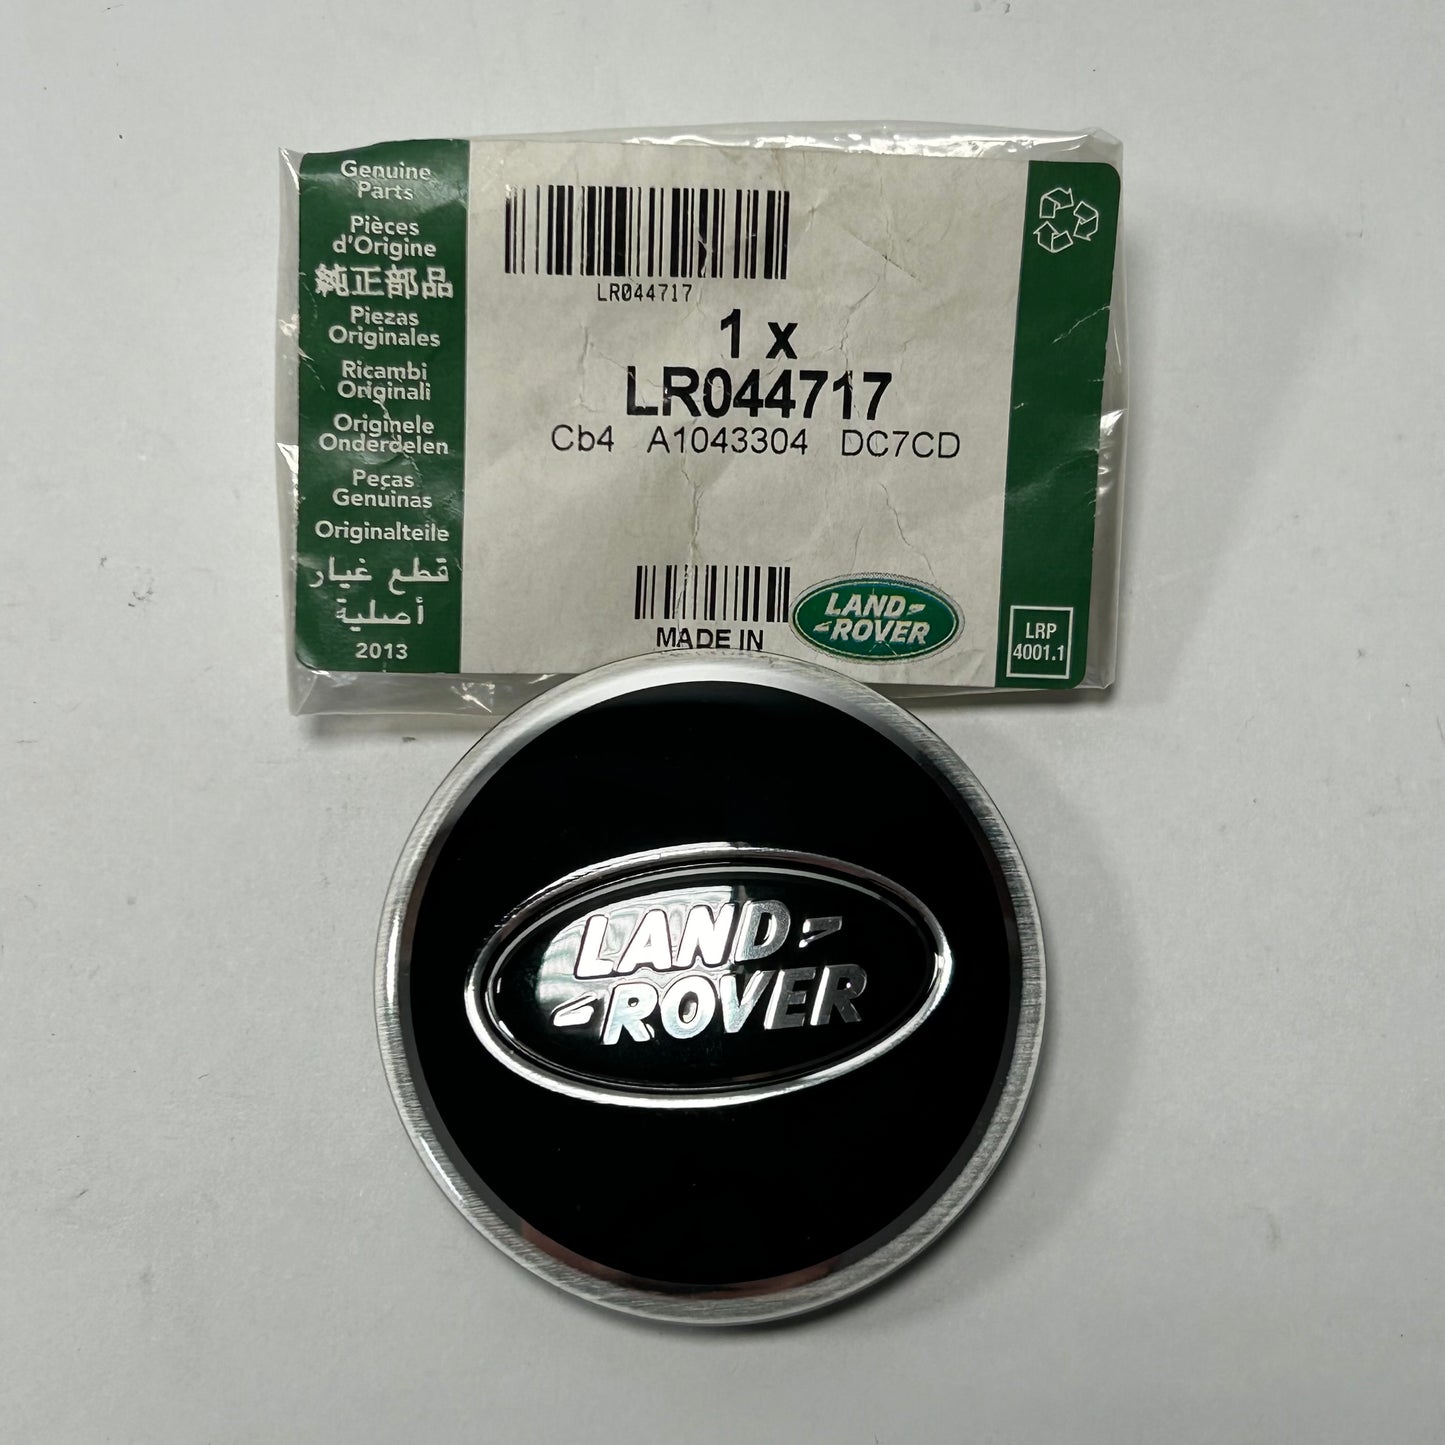 Genuine
Parts
Pièces
d'Origine
純正部品
Piezas
Originales
Ricambi
Originali
Originele
Onderdelen
Peças
Genuinas
Originalteile
قطع غيار
أصلية
2013
LR044717
1 x
LR044717
Cb4 A1043304 DC7CD
MADE IN
LAND-
-ROVER
LRP
4001.1
LAND-
-ROVER